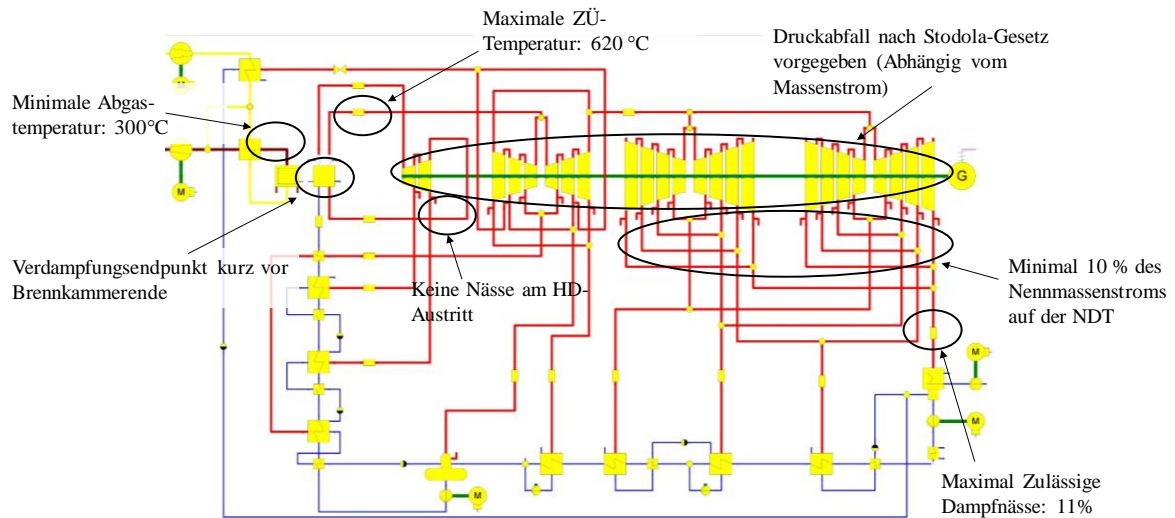 Maximale ZÜ-
Temperatur: 620 °C
Druckabfall nach Stodola-Gesetz
vorgegeben (Abhängig vom
Massenstrom)
Minimale Abgas-
temperatur: 300°C
M
M
G
Verdampfungsendpunkt kurz vor
Brennkammerende
Keine Nässe am HD-
Austritt
Minimal 10 % des
Nennmassenstroms
auf der NDT
M
M
M
Maximal Zulässige
Dampfnässe: 11%